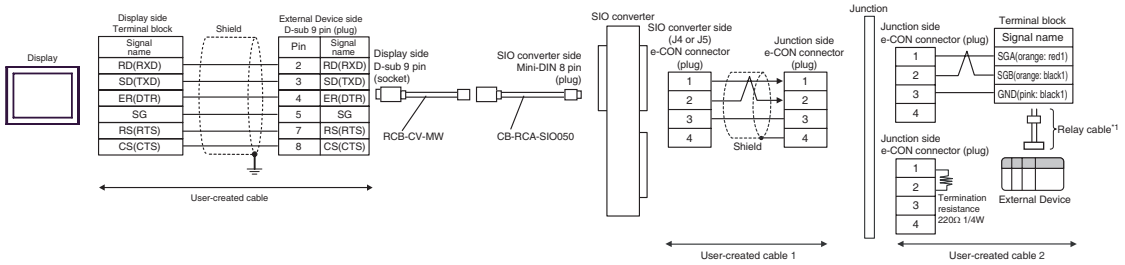 Display
Display side
Terminal block
Signal
name
RD(RXD)
SD(TXD)
ER(DTR)
SG
RS(RTS)
CS(CTS)
Shield
External Device side
D-sub 9 pin (plug)
Pin
Signal
name
2 RD(RXD)
3 SD(TXD)
4 ER(DTR)
5 SG
7 RS(RTS)
8 CS(CTS)
User-created cable
Display side
D-sub 9 pin
(socket)
RCB-CV-MW
SIO converter side
Mini-DIN 8 pin
(plug)
CB-RCA-SIO050
SIO converter
SIO converter side
(J4 or J5)
e-CON connector
(plug)
1
2
3
4
Shield
Junction side
e-CON connector
(plug)
1
2
3
4
User-created cable 1
Junction
Junction side
e-CON connector (plug)
1
2
3
4
Terminal block
Signal name
SGA(orange: red1)
SGB(orange: black1)
GND(pink: black1)
Relay cable*1
External Device
Junction side
e-CON connector (plug)
1
2
3
4
Termination
resistance
220Ω 1/4W
User-created cable 2